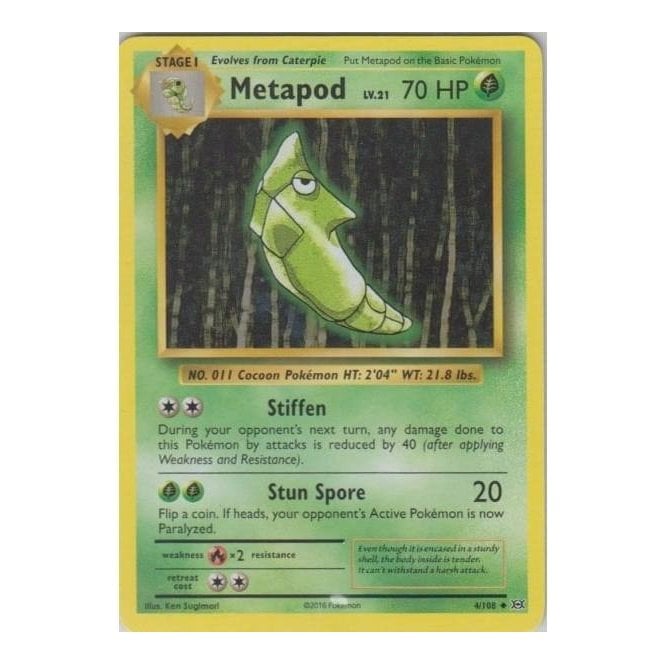 STAGE 1 Evolves from Caterpie Put Metapod on the Basic Pokémon
Metapod LV.21 70 HP
NO. 011 Cocoon Pokémon HT: 2'04" WT: 21.8 lbs.
Stiffen
During your opponent's next turn, any damage done to
this Pokémon by attacks is reduced by 40 (after applying
Weakness and Resistance).
Stun Spore 20
Flip a coin. If heads, your opponent's Active Pokémon is now
Paralyzed.
weakness ×2 resistance
Even though it is encased in a sturdy
shell, the body inside is tender.
It can't withstand a harsh attack.
retreat
cost
Illus. Ken Sugimori ©2016 Pokémon 4/108